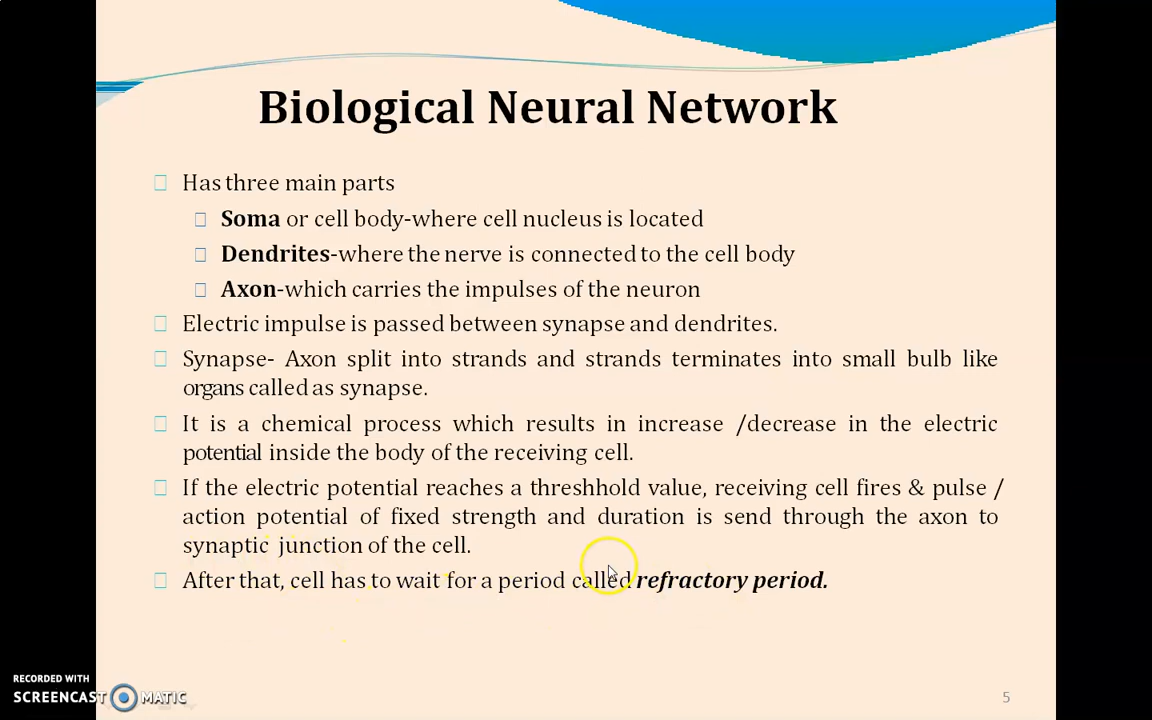 Biological Neural Network
Has three main parts
Soma or cell body-where cell nucleus is located
Dendrites-where the nerve is connected to the cell body
Axon-which carries the impulses of the neuron
Electric impulse is passed between synapse and dendrites.
Synapse- Axon split into strands and strands terminates into small bulb like
organs called as synapse.
It is a chemical process which results in increase /decrease in the electric
potential inside the body of the receiving cell.
If the electric potential reaches a threshhold value, receiving cell fires & pulse /
action potential of fixed strength and duration is send through the axon to
synaptic junction of the cell.
After that, cell has to wait for a period called refractory period.
RECORDED WITH
SCREENCAST MATIC
5